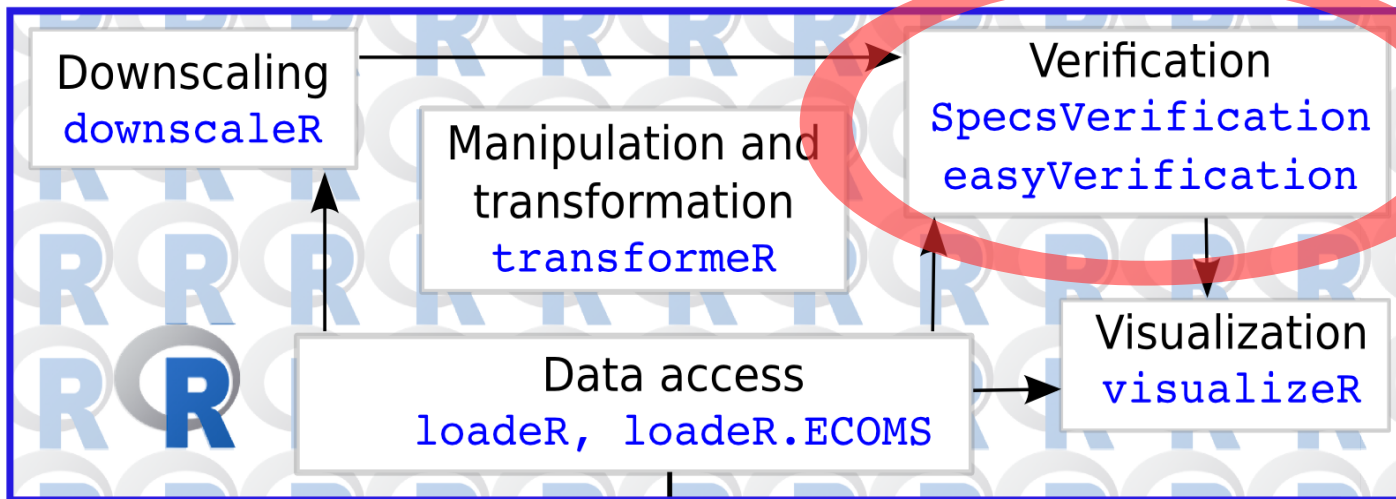 Downscaling
downscaleR
Manipulation and
transformation
transformeR
Verification
SpecsVerification
easyVerification
Data access
loadeR, loadeR.ECOMS
Visualization
visualizeR
R